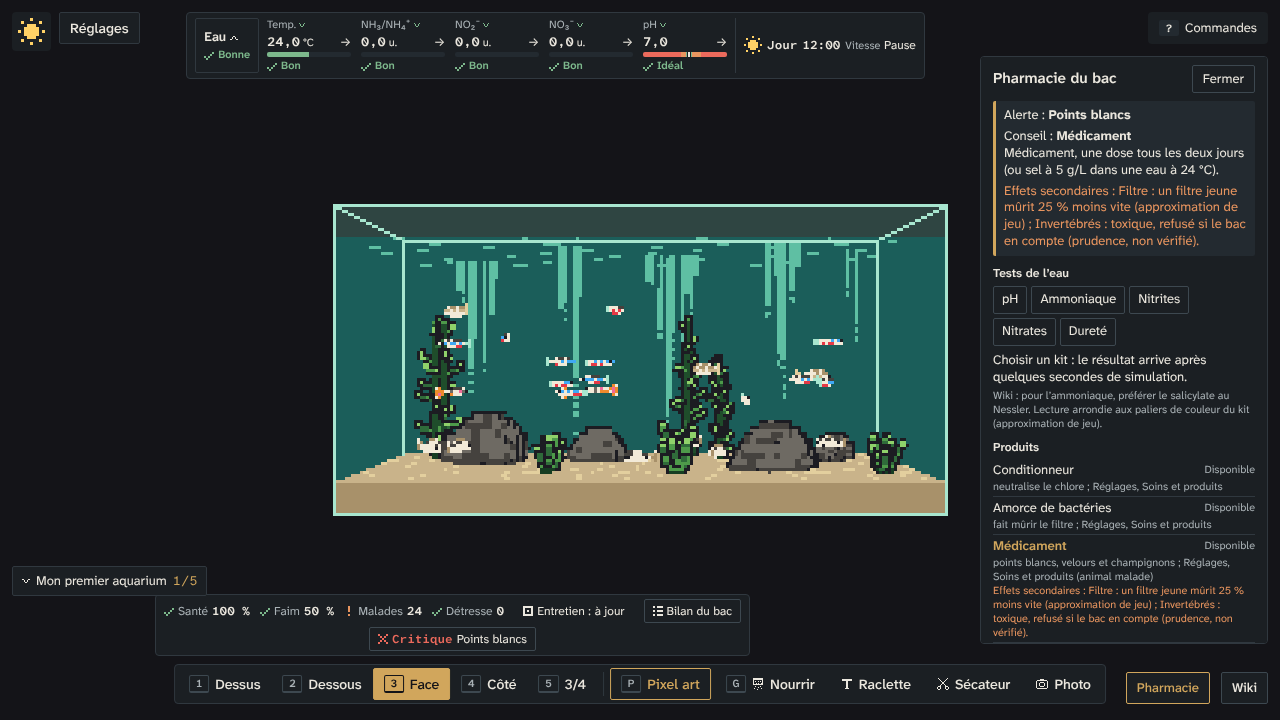 Réglages
Eau
Bonne
Temp.
24,0 °C →
Bon
NH₃/NH₄⁺
0,0 u. →
Bon
NO₂⁻
0,0 u. →
Bon
NO₃⁻
0,0 u. →
Bon
pH
7,0 →
Idéal
Jour 12:00 Vitesse Pause
? Commandes
Pharmacie du bac
Fermer
Alerte : Points blancs
Conseil : Médicament
Médicament, une dose tous les deux jours
(ou sel à 5 g/L dans une eau à 24 °C).
Effets secondaires : Filtre : un filtre jeune
mûrit 25 % moins vite (approximation de
jeu) ; Invertébrés : toxique, refusé si le bac
en compte (prudence, non vérifié).
Tests de l'eau
pH Ammoniaque Nitrites
Nitrates Dureté
Choisir un kit : le résultat arrive après
quelques secondes de simulation.
Wiki : pour l'ammoniaque, préférer le salicylate au
Nessler. Lecture arrondie aux paliers de couleur du kit
(approximation de jeu).
Produits
Conditionneur Disponible
neutralise le chlore ; Réglages, Soins et produits
Amorce de bactéries Disponible
fait mûrir le filtre ; Réglages, Soins et produits
Médicament Disponible
points blancs, velours et champignons ; Réglages,
Soins et produits (animal malade)
Effets secondaires : Filtre : un filtre jeune mûrit 25 %
moins vite (approximation de jeu) ; Invertébrés :
toxique, refusé si le bac en compte (prudence, non
vérifié).
Mon premier aquarium 1/5
Santé 100 % Faim 50 % ! Malades 24 Détresse 0 Entretien : à jour Bilan du bac
Critique Points blancs
1 Dessus 2 Dessous 3 Face 4 Côté 5 3/4 P Pixel art G Nourrir Raclette Sécateur Photo
Pharmacie Wiki